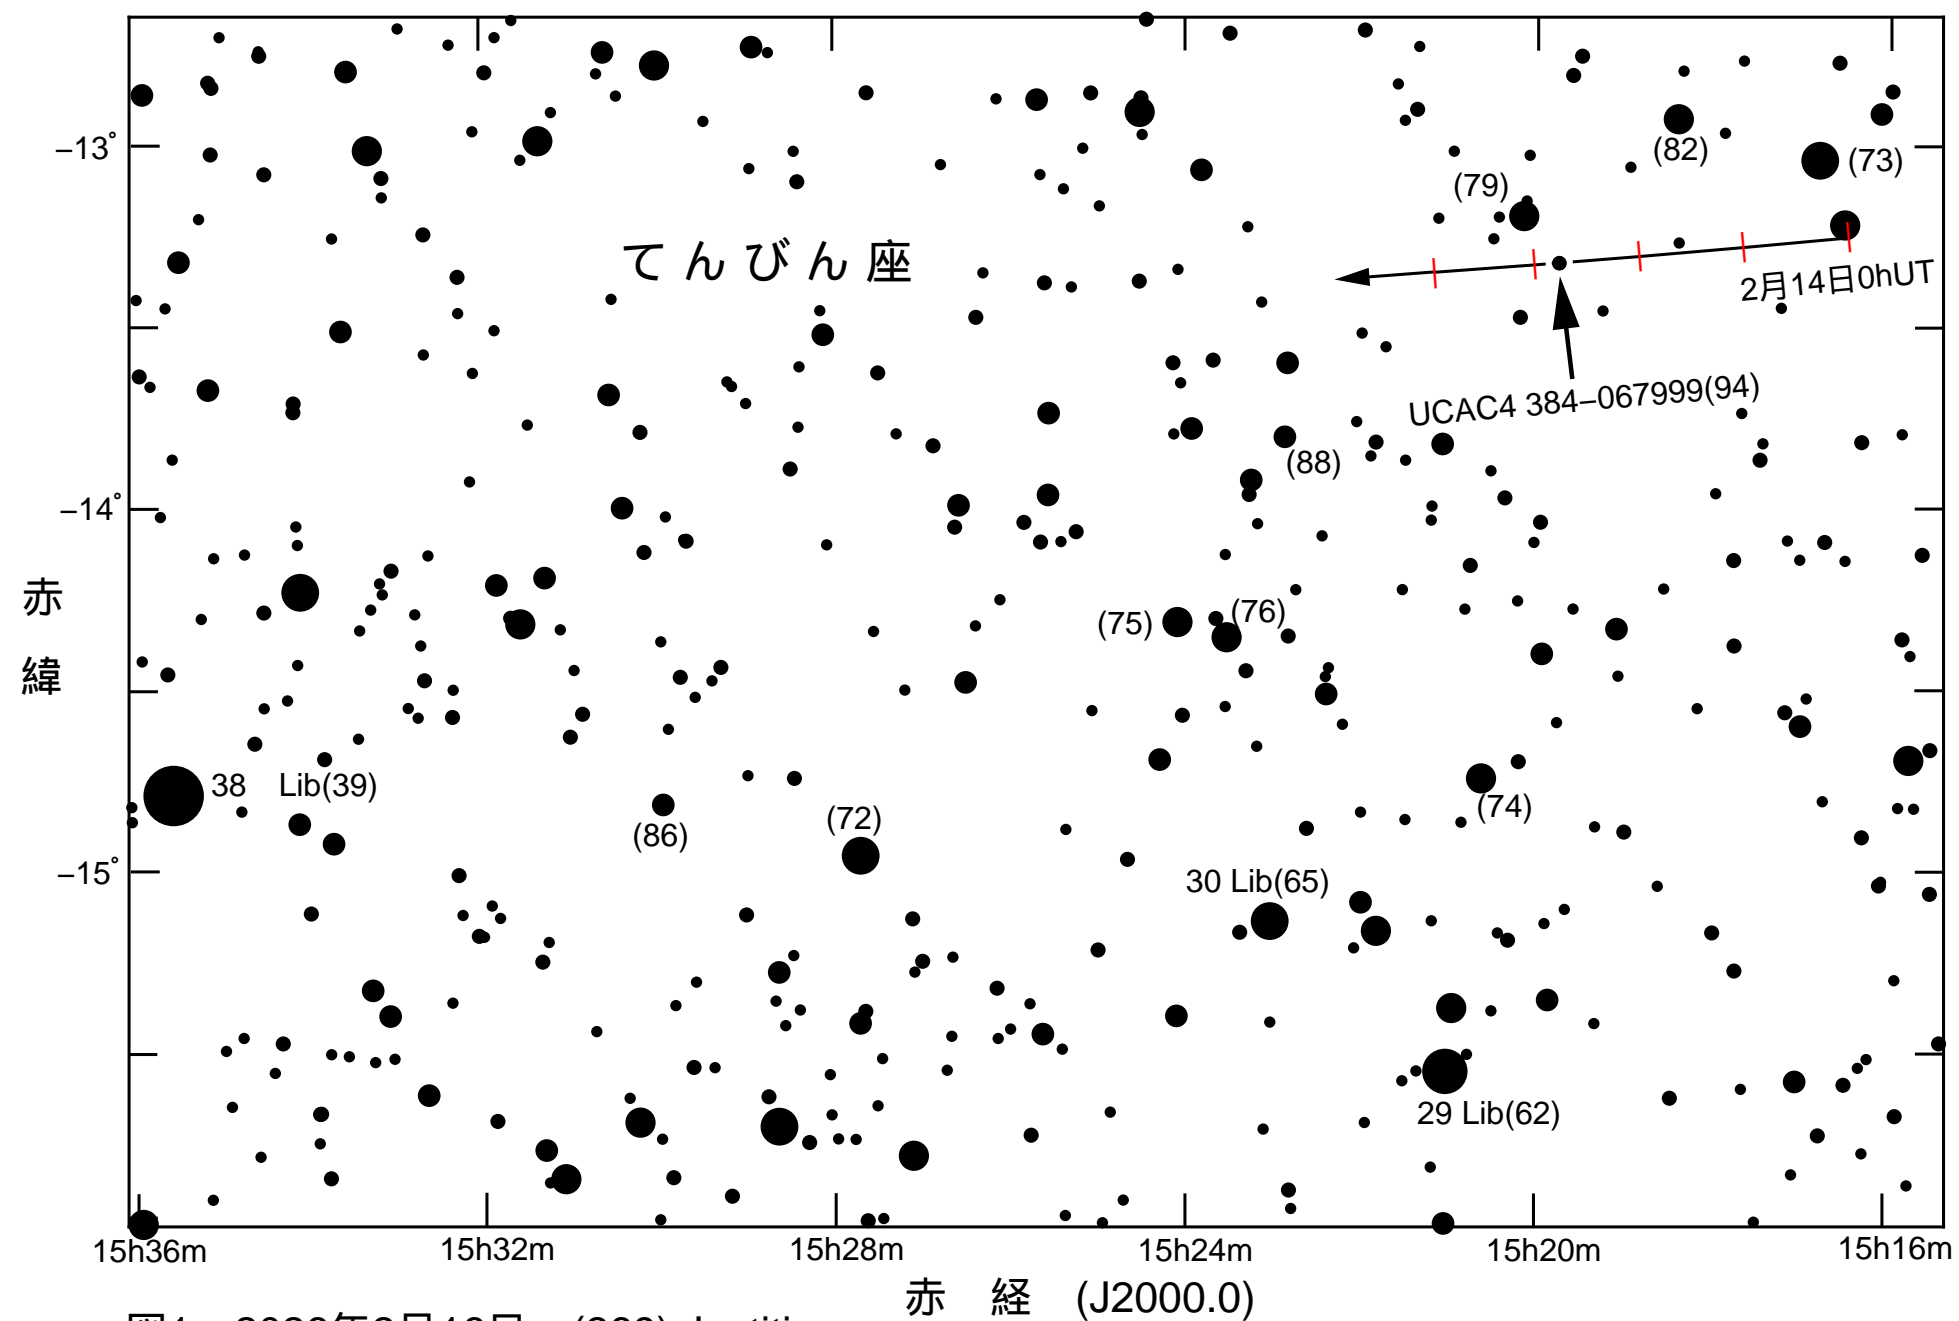 −13°
(82)
(73)
(79)
てんびん座
2月14日0hUT
UCAC4 384−067999(94)
(88)
−14°
赤緯
(75)
(76)
38 Lib(39)
(86)
(72)
(74)
−15°
30 Lib(65)
29 Lib(62)
15h36m 15h32m 15h28m 15h24m 15h20m 15h16m
赤 経 (J2000.0)